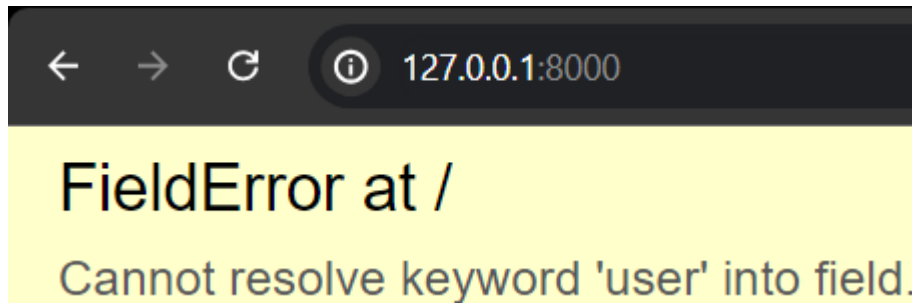 127.0.0.1:8000
FieldError at /
Cannot resolve keyword 'user' into field.